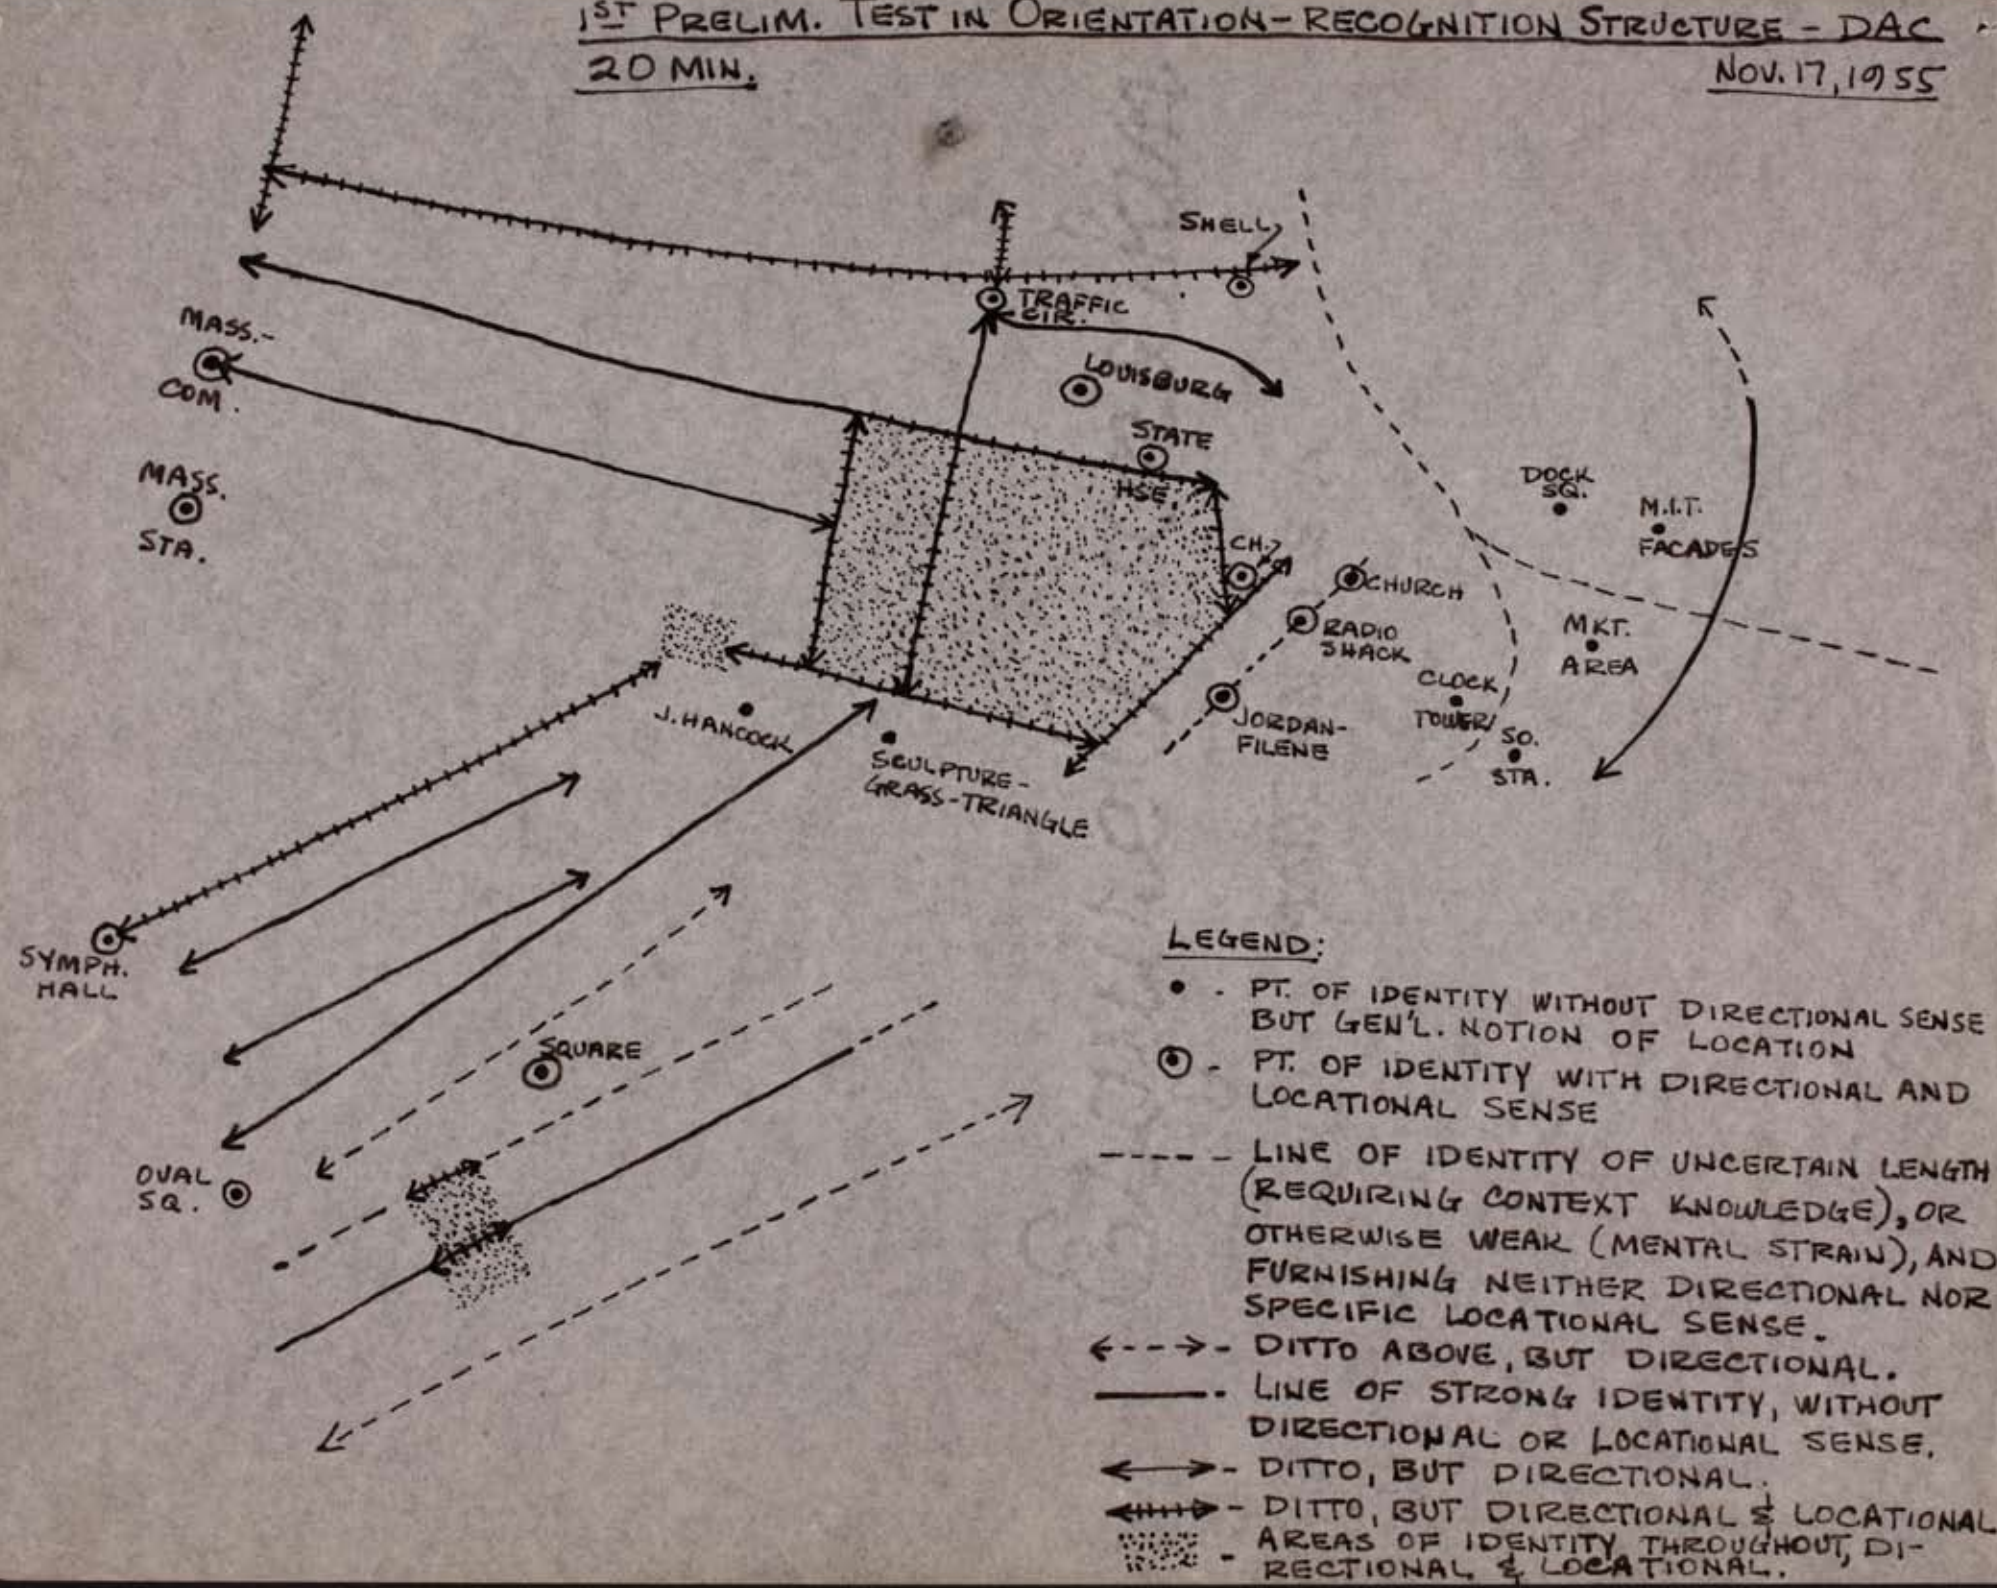 1ST PRELIM. TEST IN ORIENTATION-RECOGNITION STRUCTURE - DAC
20 MIN.
NOV. 17, 1955
SHELL
TRAFFIC
CIR.
MASS.-
COM.
LOUISBURG
STATE
HSE.
MASS.
STA.
DOCK
SQ.
M.I.T.
FACADES
CH.
CHURCH
RADIO
SHACK
MKT.
AREA
CLOCK
TOWER
SO.
STA.
JORDAN-
FILENE
J. HANCOCK
SCULPTURE-
GRASS-TRIANGLE
SYMPH.
HALL
SQUARE
OVAL
SQ.
LEGEND:
- PT. OF IDENTITY WITHOUT DIRECTIONAL SENSE
BUT GEN'L. NOTION OF LOCATION
- PT. OF IDENTITY WITH DIRECTIONAL AND
LOCATIONAL SENSE
- LINE OF IDENTITY OF UNCERTAIN LENGTH
(REQUIRING CONTEXT KNOWLEDGE), OR
OTHERWISE WEAK (MENTAL STRAIN), AND
FURNISHING NEITHER DIRECTIONAL NOR
SPECIFIC LOCATIONAL SENSE.
- DITTO ABOVE, BUT DIRECTIONAL.
- LINE OF STRONG IDENTITY, WITHOUT
DIRECTIONAL OR LOCATIONAL SENSE.
- DITTO, BUT DIRECTIONAL.
- DITTO, BUT DIRECTIONAL & LOCATIONAL
- AREAS OF IDENTITY THROUGHOUT, DI-
RECTIONAL & LOCATIONAL.